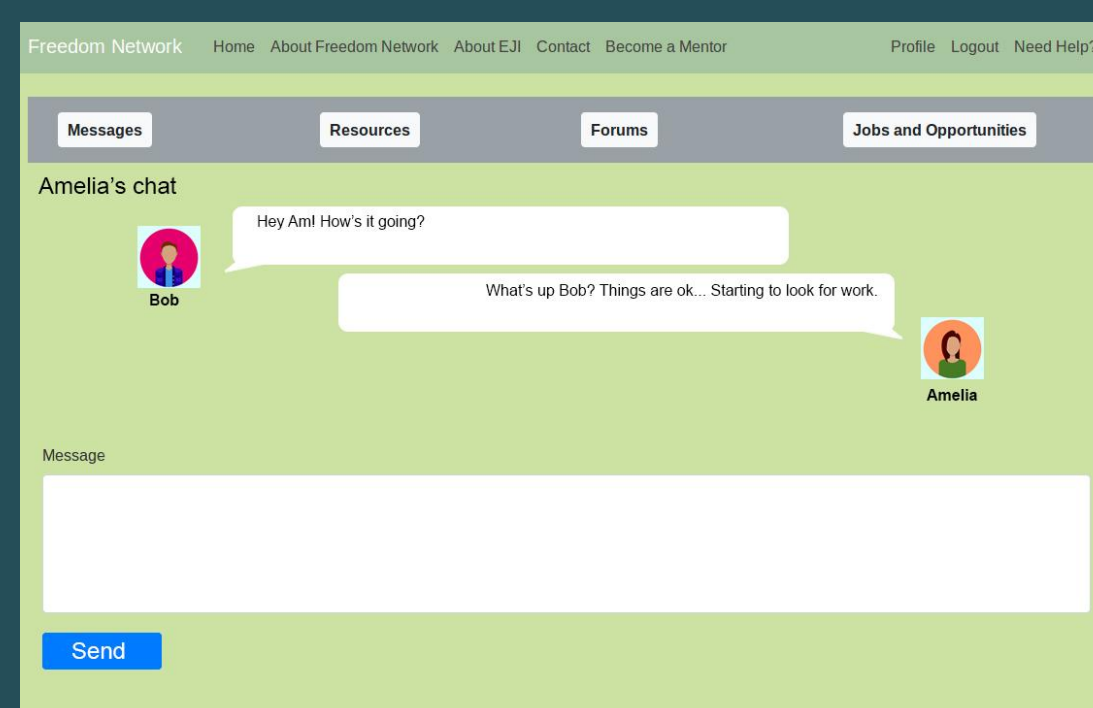 Freedom Network Home About Freedom Network About EJI Contact Become a Mentor Profile Logout Need Help?
Messages Resources Forums Jobs and Opportunities
Amelia's chat
Hey Am! How's it going?
Bob
What's up Bob? Things are ok... Starting to look for work.
Amelia
Message
Send